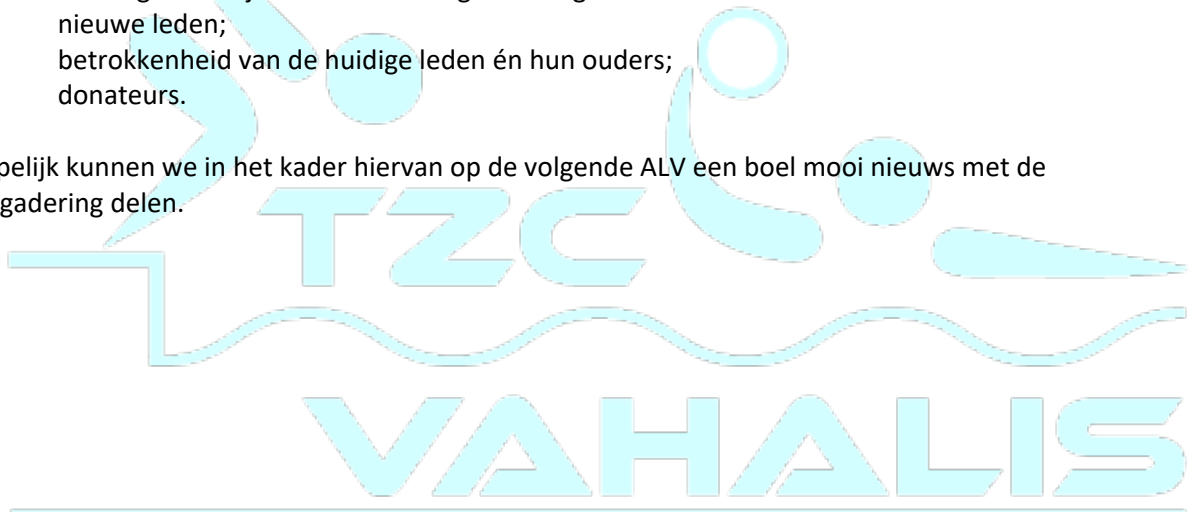 nieuwe leden;
betrokkenheid van de huidige leden én hun ouders;
donateurs.
pelijk kunnen we in het kader hiervan op de volgende ALV een boel mooi nieuws met de
gadering delen.
TZC
VAHALIS